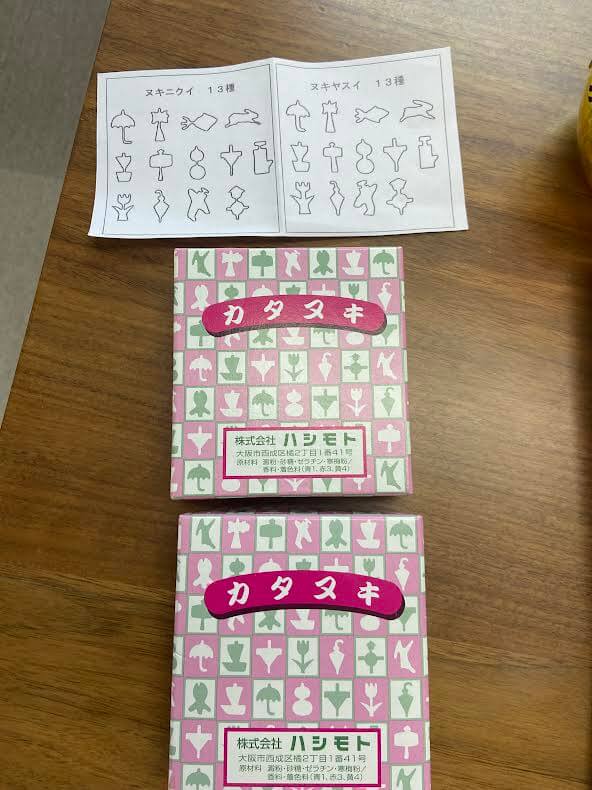 ヌキニクイ 13種
ヌキヤスイ 13種
カタヌキ
株式会社 ハシモト
大阪市西成区橘2丁目1番41号
原材料 澱粉・砂糖・ゼラチン・寒梅粉/
香料・着色料(青1、赤3、黄4)
カタヌキ
株式会社 ハシモト
大阪市西成区橘2丁目1番41号
原材料 澱粉・砂糖・ゼラチン・寒梅粉/
香料・着色料(青1、赤3、黄4)